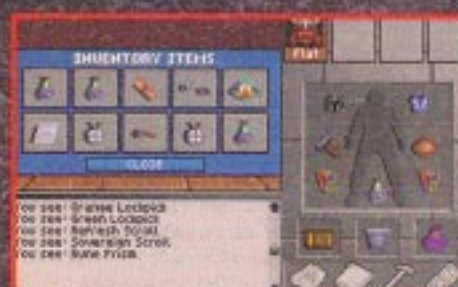 INVENTORY ITEMS
Flat
CLOSE
You see: Orange Lockpick
You see: Green Lockpick
You see: Refresh Scroll
You see: Sovereign Scroll
You see: Rune Prism